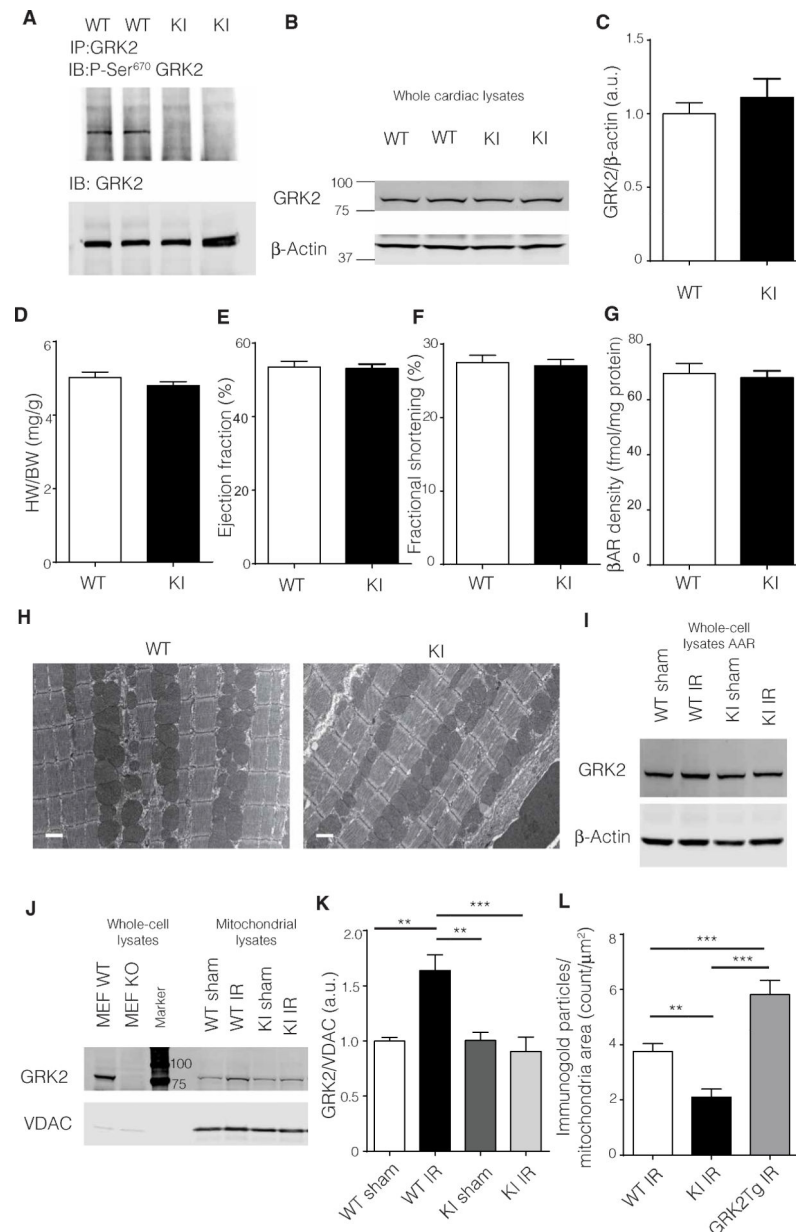 A
WT WT KI KI
IP:GRK2
IB:P-Ser670 GRK2
IB: GRK2
B
Whole cardiac lysates
WT WT KI KI
100
GRK2
75
β-Actin
37
C
GRK2/β-actin (a.u.)
1.5
1.0
0.5
0
WT KI
D
HW/BW (mg/g)
6
4
2
0
WT KI
E
Ejection fraction (%)
60
40
20
0
WT KI
F
Fractional shortening (%)
30
20
10
0
WT KI
G
βAR density (fmol/mg protein)
80
60
40
20
0
WT KI
H
WT KI
I
Whole-cell
lysates AAR
WT sham
WT IR
KI sham
KI IR
GRK2
β-Actin
J
Whole-cell
lysates
Mitochondrial
lysates
MEF WT
MEF KO
Marker
WT sham
WT IR
KI sham
KI IR
GRK2
100
75
VDAC
K
GRK2/VDAC (a.u.)
2.0
1.5
1.0
0.5
0.0
** *** **
WT sham
WT IR
KI sham
KI IR
L
Immunogold particles/
mitochondria area (count/μm2)
8
6
4
2
0
*** *** **
WT IR
KI IR
GRK2Tg IR